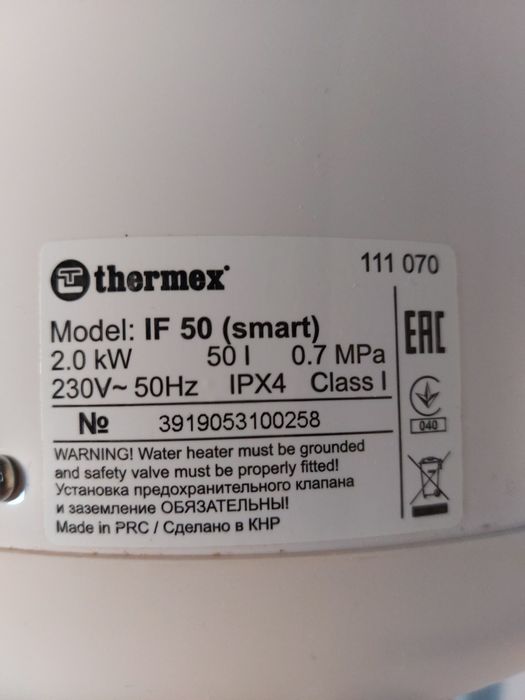 thermex
111 070
Model: IF 50 (smart)
2.0 kW 50 l 0.7 MPa
230V~ 50Hz IPX4 Class I
№ 3919053100258
WARNING! Water heater must be grounded
and safety valve must be properly fitted!
Установка предохранительного клапана
и заземление ОБЯЗАТЕЛЬНЫ!
Made in PRC / Сделано в КНР
EAC
040